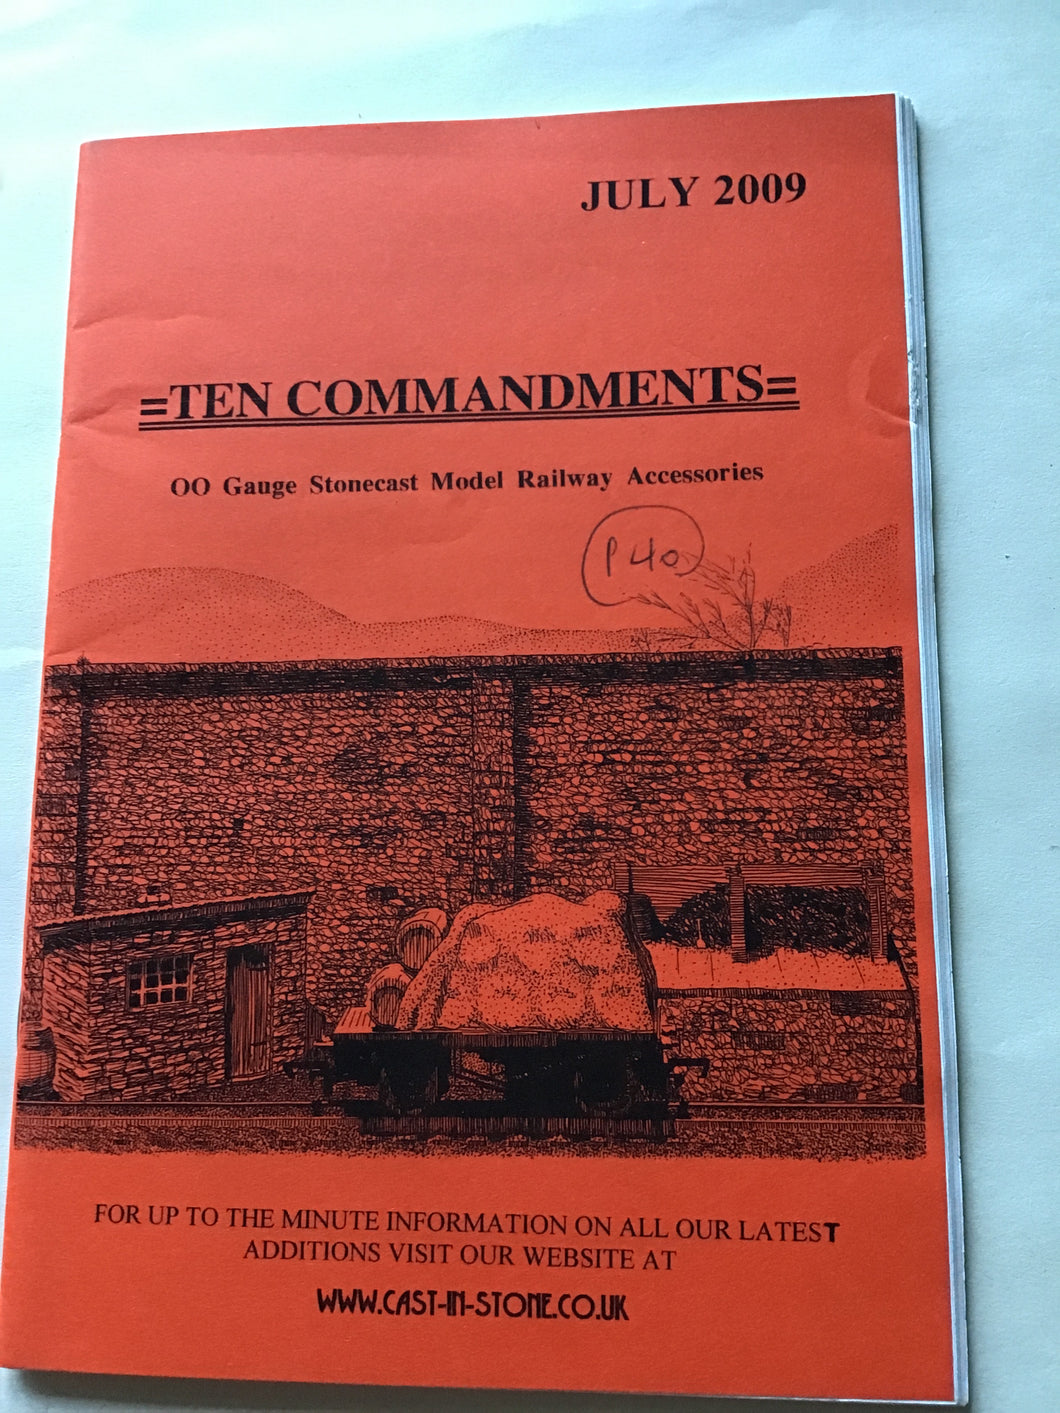 JULY 2009
=TEN COMMANDMENTS=
OO Gauge Stonecast Model Railway Accessories
P40
FOR UP TO THE MINUTE INFORMATION ON ALL OUR LATEST
ADDITIONS VISIT OUR WEBSITE AT
WWW.CAST-IN-STONE.CO.UK